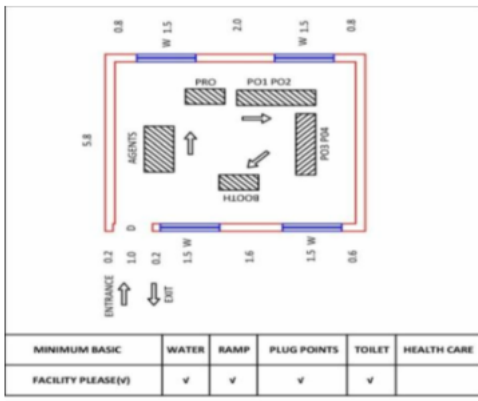 0.8 W 1.5 2.0 W 1.5 0.8
PRO PO1 PO2
5.8 AGENTS PO3 P04
BOOTH
0.2 D 1.0 0.2 1.5 W 1.6 1.5 W 0.6
ENTRANCE EXIT
MINIMUM BASIC WATER RAMP PLUG POINTS TOILET HEALTH CARE
FACILITY PLEASE(√) √ √ √ √